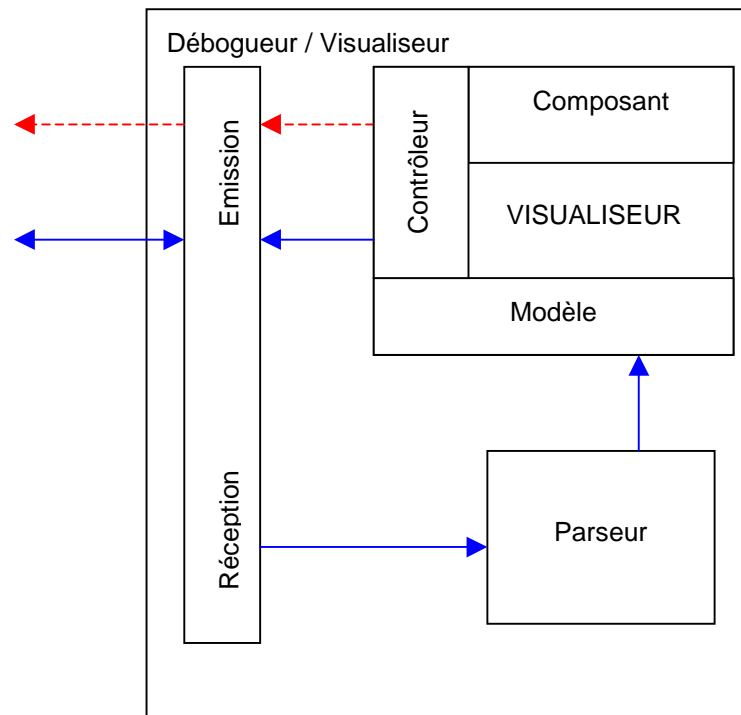 Débogueur / Visualiseur
Emission
Réception
Contrôleur
Composant
VISUALISEUR
Modèle
Parseur